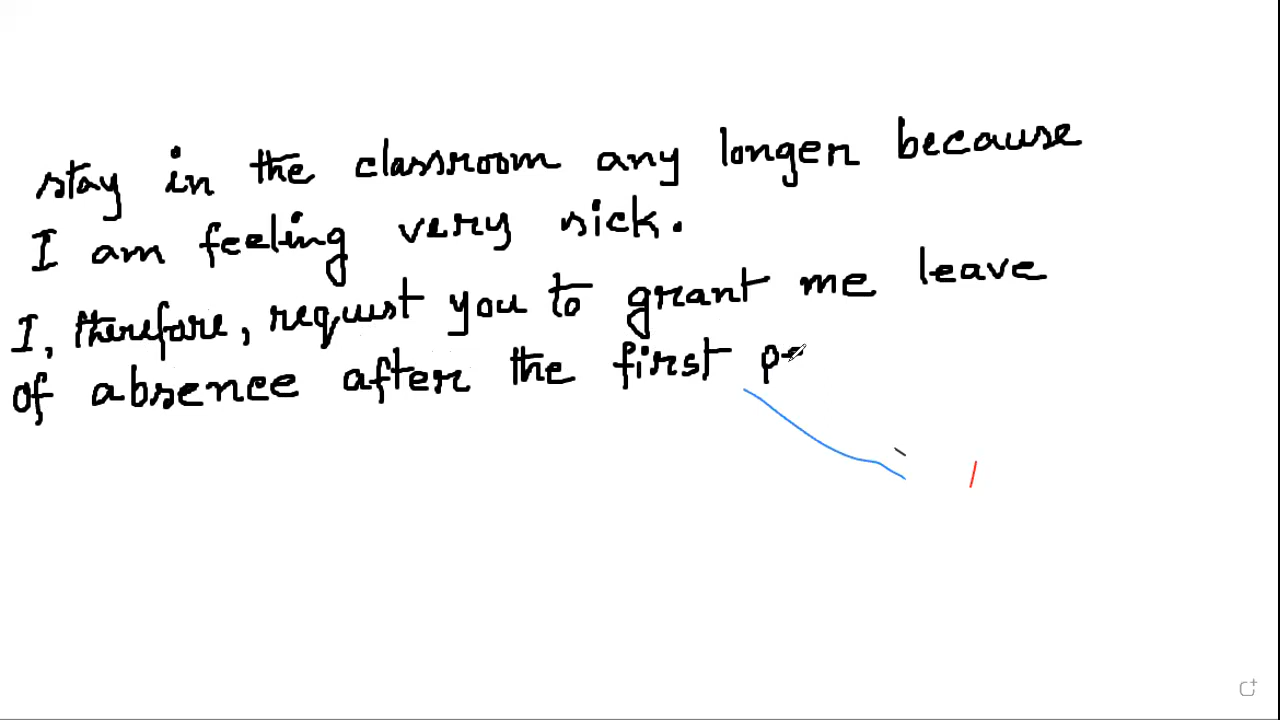 stay in the classroom any longer because
I am feeling very sick.
I, therefore, request you to grant me leave
of absence after the first